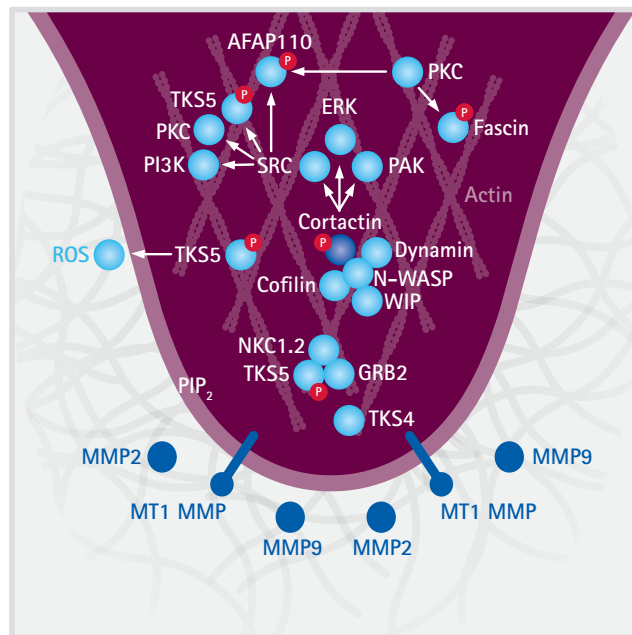 AFAP110
P
PKC
TKS5
P
ERK
P
Fascin
PKC
PI3K
SRC
PAK
Actin
Cortactin
P
P
Dynamin
ROS
TKS5
N-WASP
Cofilin
WIP
NKC1.2
TKS5
GRB2
P
PIP2
TKS4
MMP2
MMP9
MT1 MMP
MT1 MMP
MMP9
MMP2